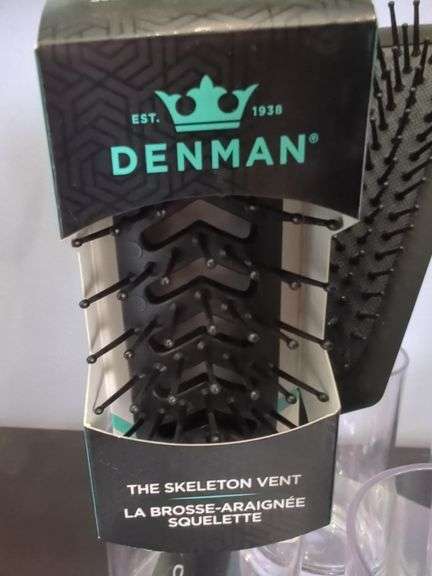 EST. 1938
DENMAN®
THE SKELETON VENT
LA BROSSE-ARAIGNÉE
SQUELETTE